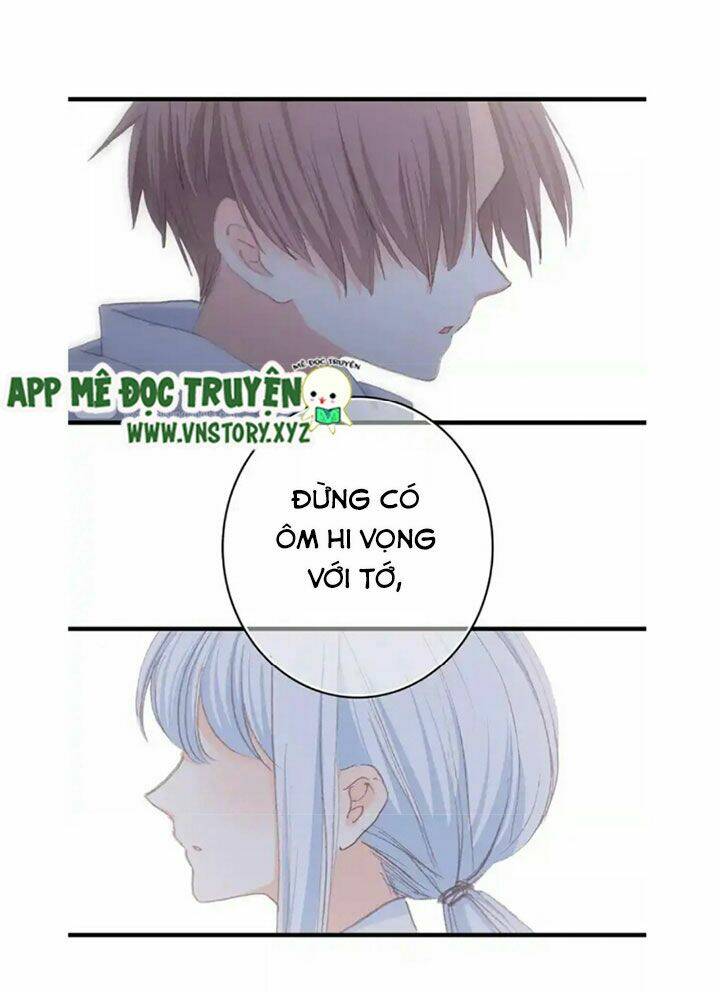 MÊ ĐỌC TRUYỆN
APP MÊ ĐỌC TRUYỆN
WWW.VNSTORY.XYZ
ĐỪNG CÓ
ÔM HI VỌNG
VỚI TỚ,